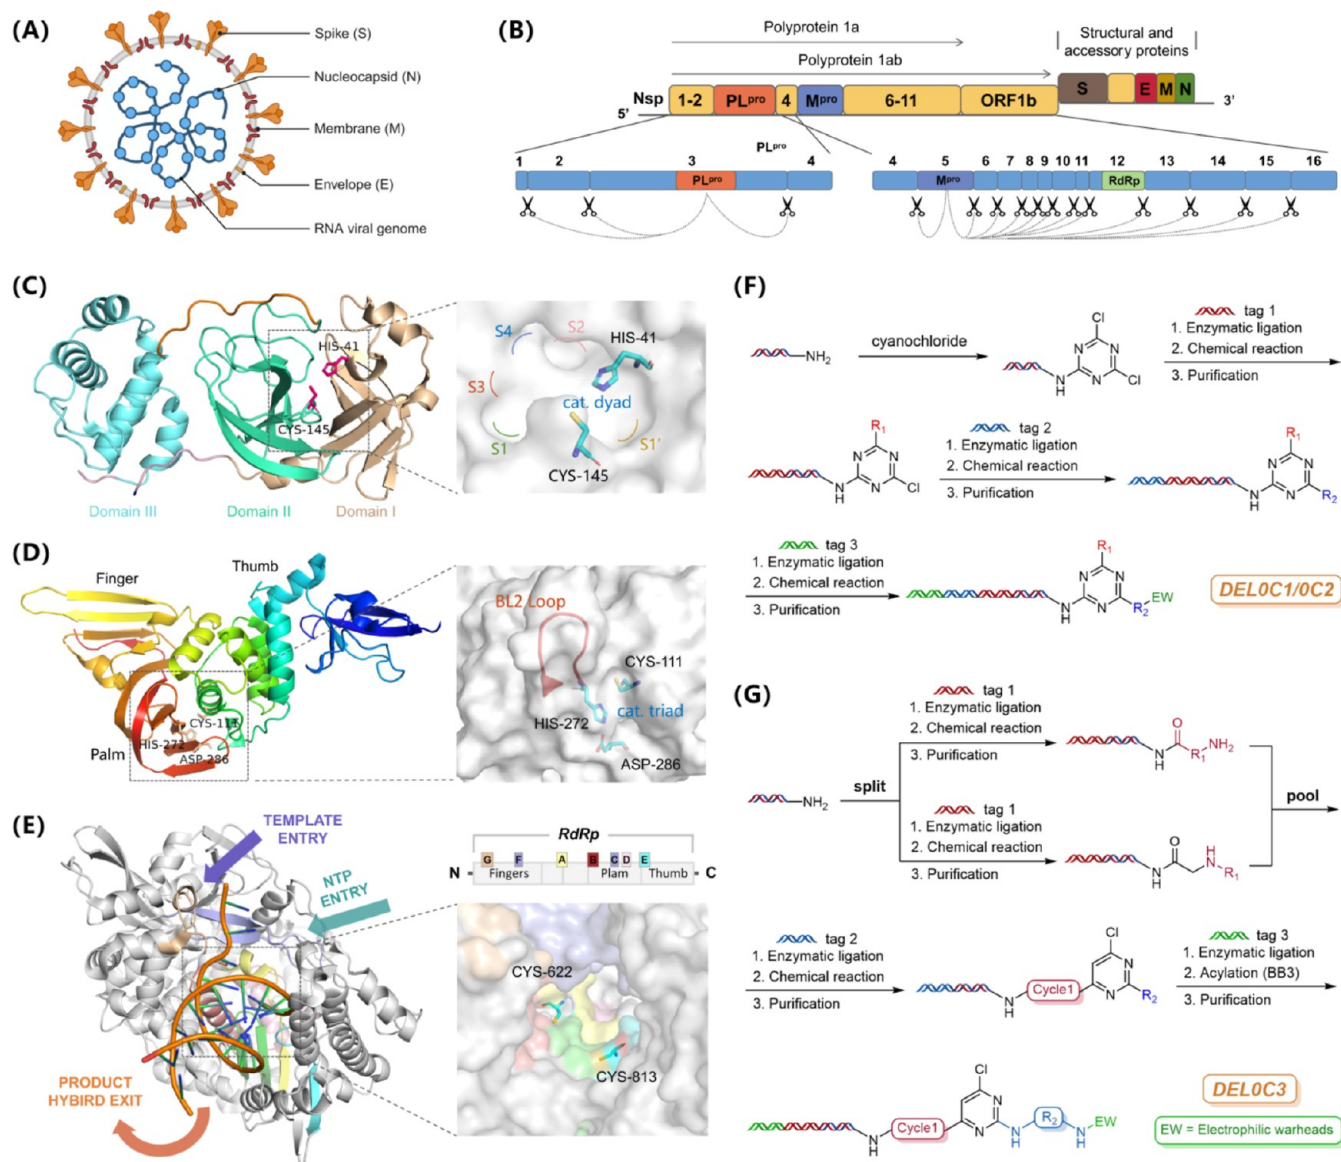 (A)
Spike (S)
Nucleocapsid (N)
Membrane (M)
Envelope (E)
RNA viral genome
(B)
Polyprotein 1a
Polyprotein 1ab
Structural and
accessory proteins
Nsp
5'
1-2
PLpro
4
Mpro
6-11
ORF1b
S
E
M
N
3'
PLpro
1
2
3
4
PLpro
4
5
6
7
8
9
10
11
12
13
14
15
16
Mpro
RdRp
(C)
HIS-41
CYS-145
Domain III
Domain II
Domain I
S4
S2
HIS-41
S3
cat. dyad
S1
S1'
CYS-145
(D)
Finger
Thumb
CYS-111
HIS-272
ASP-286
Palm
BL2 Loop
CYS-111
HIS-272
cat. triad
ASP-286
(E)
TEMPLATE
ENTRY
NTP
ENTRY
PRODUCT
HYBIRD EXIT
RdRp
G
F
A
B
C
D
E
N
Fingers
Plam
Thumb
C
CYS-622
CYS-813
(F)
NH2
cyanochloride
Cl
N
N
N
N
H
Cl
tag 1
1. Enzymatic ligation
2. Chemical reaction
3. Purification
R1
N
N
N
N
H
Cl
tag 2
1. Enzymatic ligation
2. Chemical reaction
3. Purification
R1
N
N
N
N
H
R2
tag 3
1. Enzymatic ligation
2. Chemical reaction
3. Purification
R1
N
N
N
N
H
R2
EW
DEL0C1/0C2
(G)
NH2
split
tag 1
1. Enzymatic ligation
2. Chemical reaction
3. Purification
O
N
H
R1
NH2
tag 1
1. Enzymatic ligation
2. Chemical reaction
3. Purification
O
N
H
H
N
R1
pool
tag 2
1. Enzymatic ligation
2. Chemical reaction
3. Purification
N
H
Cycle1
Cl
N
N
R2
tag 3
1. Enzymatic ligation
2. Acylation (BB3)
3. Purification
N
H
Cycle1
Cl
N
N
N
H
R2
N
H
EW
DEL0C3
EW = Electrophilic warheads